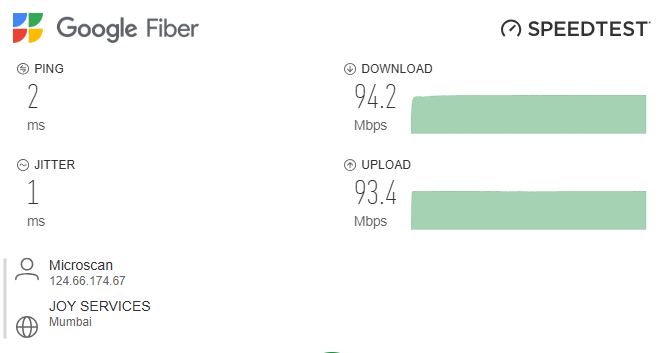 Google Fiber
SPEEDTEST
PING
2
ms
DOWNLOAD
94.2
Mbps
JITTER
1
ms
UPLOAD
93.4
Mbps
Microscan
124.66.174.67
JOY SERVICES
Mumbai